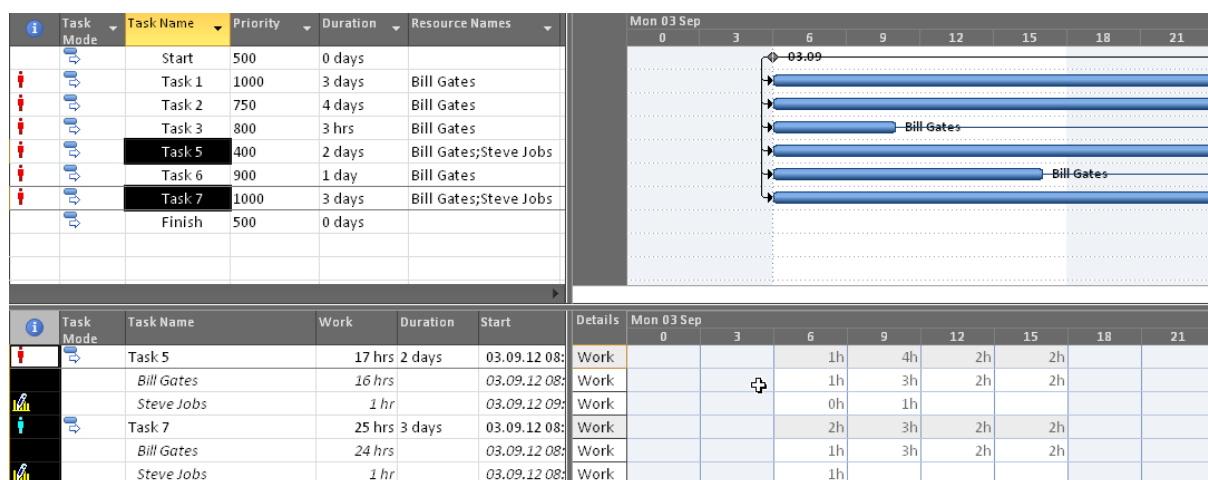 Task Mode Task Name Priority Duration Resource Names Mon 03 Sep
0 3 6 9 12 15 18 21
Start 500 0 days 03.09
Task 1 1000 3 days Bill Gates
Task 2 750 4 days Bill Gates
Task 3 800 3 hrs Bill Gates Bill Gates
Task 5 400 2 days Bill Gates;Steve Jobs
Task 6 900 1 day Bill Gates Bill Gates
Task 7 1000 3 days Bill Gates;Steve Jobs
Finish 500 0 days
Task Mode Task Name Work Duration Start Details Mon 03 Sep
0 3 6 9 12 15 18 21
Task 5 17 hrs 2 days 03.09.12 08: Work 1h 4h 2h 2h
Bill Gates 16 hrs 03.09.12 08: Work 1h 3h 2h 2h
Steve Jobs 1 hr 03.09.12 09: Work 0h 1h
Task 7 25 hrs 3 days 03.09.12 08: Work 2h 3h 2h 2h
Bill Gates 24 hrs 03.09.12 08: Work 1h 3h 2h 2h
Steve Jobs 1 hr 03.09.12 08: Work 1h